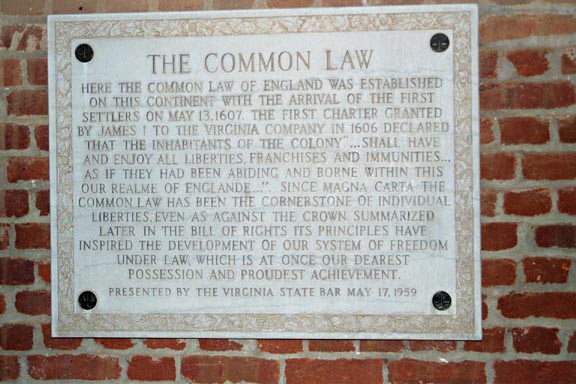 THE COMMON LAW
HERE THE COMMON LAW OF ENGLAND WAS ESTABLISHED
ON THIS CONTINENT WITH THE ARRIVAL OF THE FIRST
SETTLERS ON MAY 13, 1607. THE FIRST CHARTER GRANTED
BY JAMES I TO THE VIRGINIA COMPANY IN 1606 DECLARED
THAT THE INHABITANTS OF THE COLONY "...SHALL HAVE
AND ENJOY ALL LIBERTIES, FRANCHISES AND IMMUNITIES...
AS IF THEY HAD BEEN ABIDING AND BORNE WITHIN THIS
OUR REALME OF ENGLANDE...". SINCE MAGNA CARTA THE
COMMON LAW HAS BEEN THE CORNERSTONE OF INDIVIDUAL
LIBERTIES, EVEN AS AGAINST THE CROWN. SUMMARIZED
LATER IN THE BILL OF RIGHTS ITS PRINCIPLES HAVE
INSPIRED THE DEVELOPMENT OF OUR SYSTEM OF FREEDOM
UNDER LAW, WHICH IS AT ONCE OUR DEAREST
POSSESSION AND PROUDEST ACHIEVEMENT.
PRESENTED BY THE VIRGINIA STATE BAR MAY 17, 1959